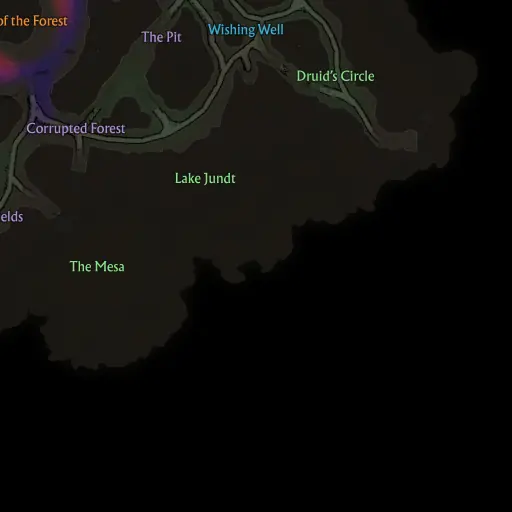 of the Forest
The Pit
Wishing Well
Druid's Circle
Corrupted Forest
Lake Jundt
elds
The Mesa